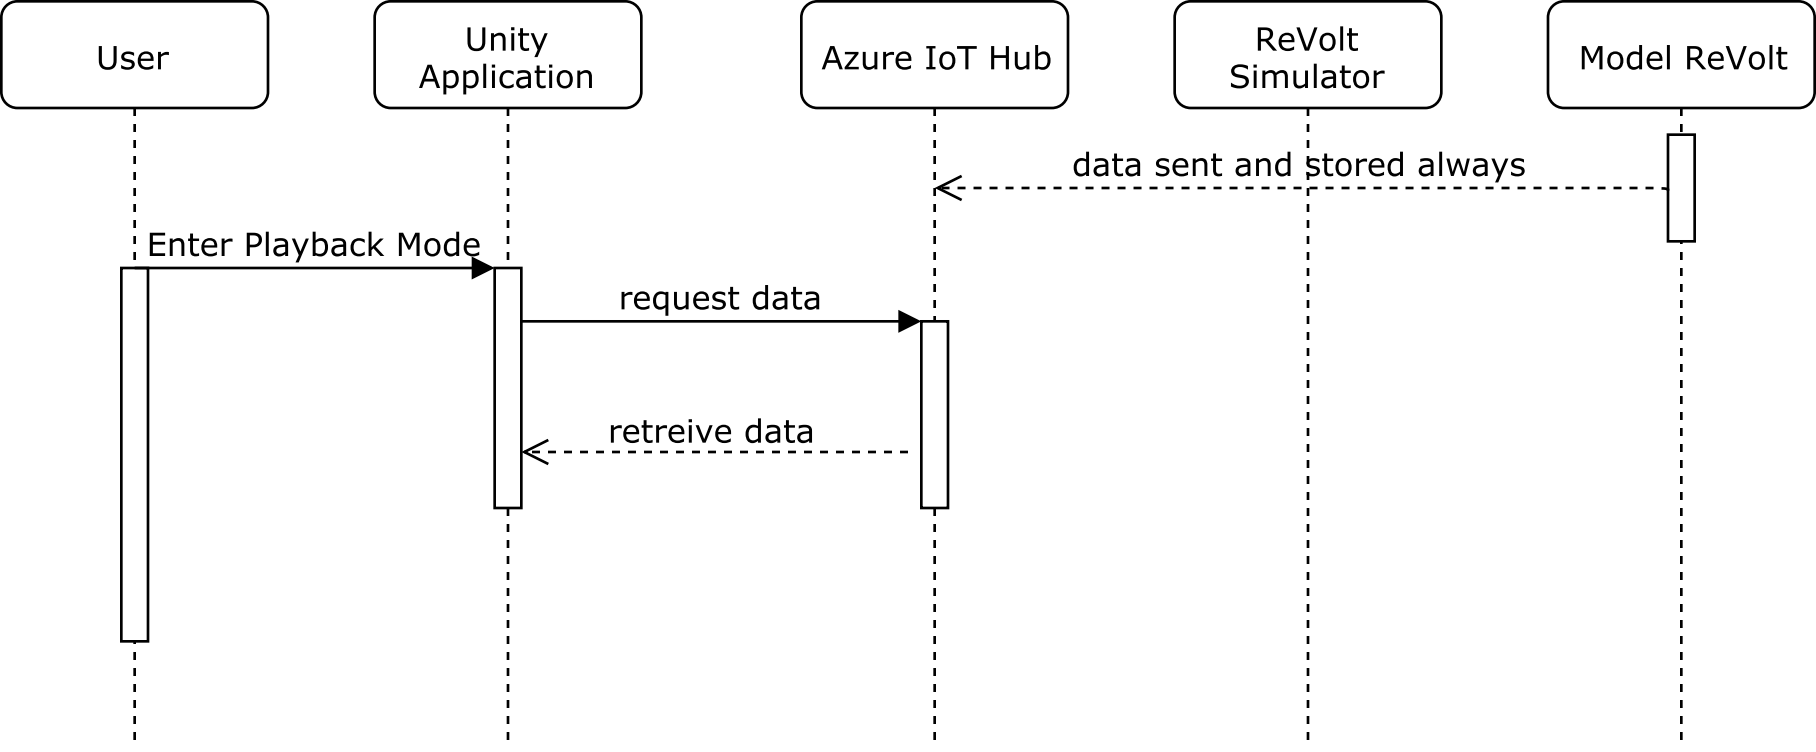 User
Unity
Application
Azure IoT Hub
ReVolt
Simulator
Model ReVolt
data sent and stored always
Enter Playback Mode
request data
retreive data